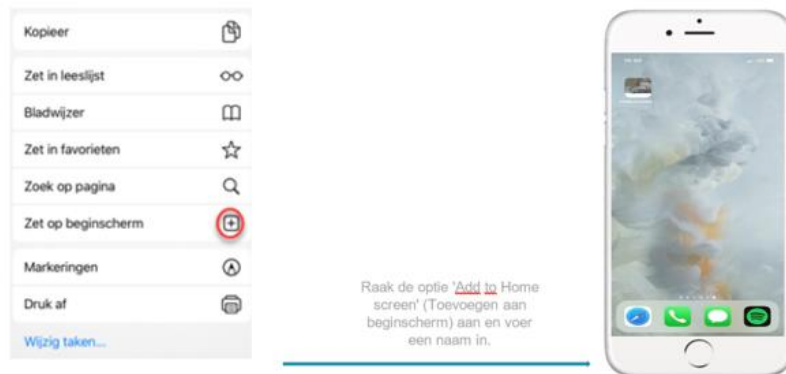 Kopieer
Zet in leeslijst
Bladwijzer
Zet in favorieten
Zoek op pagina
Zet op beginscherm
Markeringen
Druk af
Wijzig taken...
Raak de optie 'Add to Home
screen' (Toevoegen aan
beginscherm) aan en voer
een naam in.